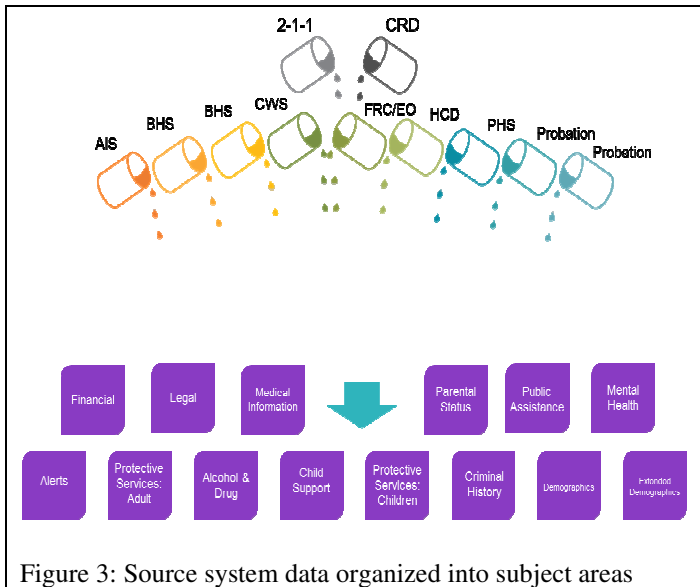 2-1-1
CRD
AIS
BHS
BHS
CWS
FRC/EO
HCD
PHS
Probation
Probation
Financial
Legal
Medical
Information
Parental
Status
Public
Assistance
Mental
Health
Alerts
Protective
Services:
Adult
Alcohol &
Drug
Child
Support
Protective
Services:
Children
Criminal
History
Demographics
Extended
Demographics
Figure 3: Source system data organized into subject areas